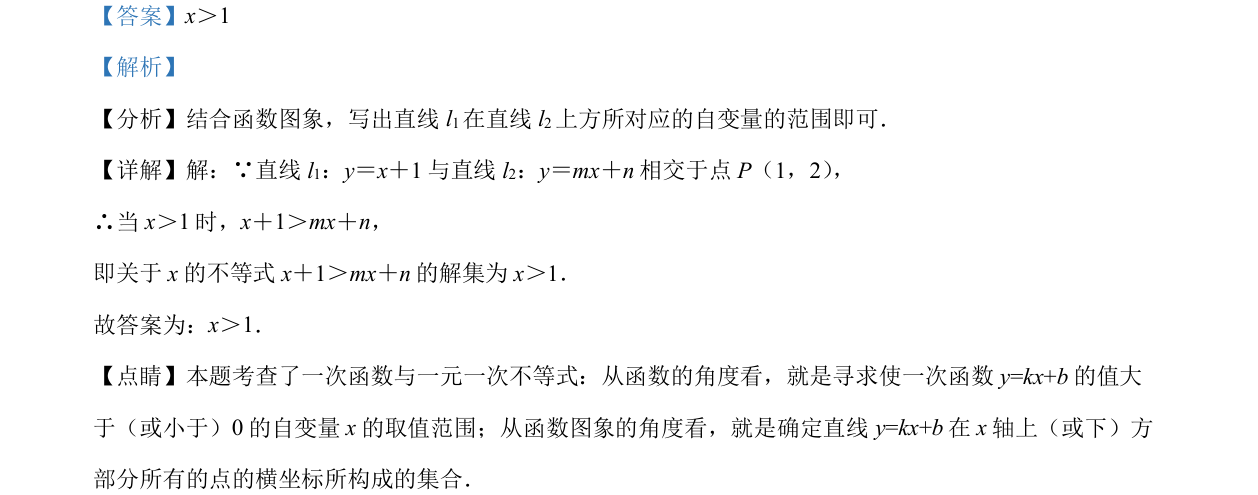 【答案】x＞1
【解析】
【分析】结合函数图象，写出直线 l₁在直线 l₂上方所对应的自变量的范围即可．
【详解】解：∵直线 l₁：y＝x＋1 与直线 l₂：y＝mx＋n 相交于点 P（1，2），
∴当 x＞1 时，x＋1＞mx＋n，
即关于 x 的不等式 x＋1＞mx＋n 的解集为 x＞1．
故答案为：x＞1．
【点睛】本题考查了一次函数与一元一次不等式：从函数的角度看，就是寻求使一次函数 y=kx+b 的值大
于（或小于）0 的自变量 x 的取值范围；从函数图象的角度看，就是确定直线 y=kx+b 在 x 轴上（或下）方
部分所有的点的横坐标所构成的集合．